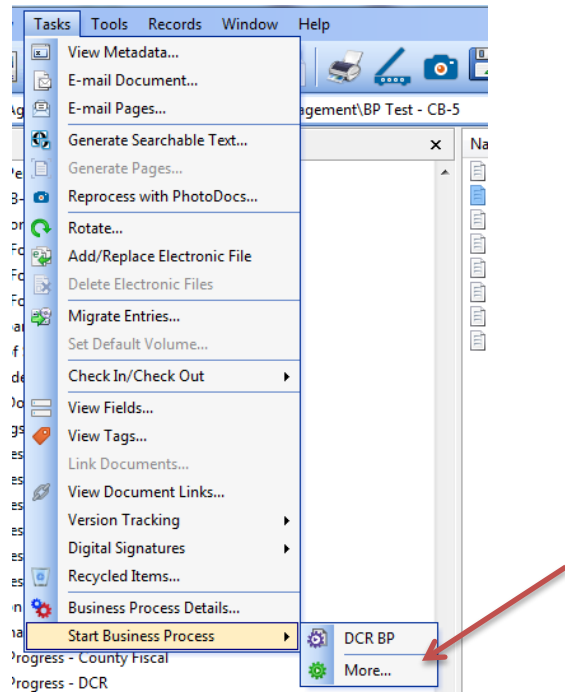 Tasks Tools Records Window Help
View Metadata...
E-mail Document...
E-mail Pages...
agement\BP Test - CB-5
Generate Searchable Text...
Na
Generate Pages...
Reprocess with PhotoDocs...
Rotate...
Add/Replace Electronic File
Delete Electronic Files
Migrate Entries...
Set Default Volume...
Check In/Check Out
View Fields...
View Tags...
Link Documents...
View Document Links...
Version Tracking
Digital Signatures
Recycled Items...
Business Process Details...
Start Business Process
DCR BP
More...
Progress - County Fiscal
Progress - DCR